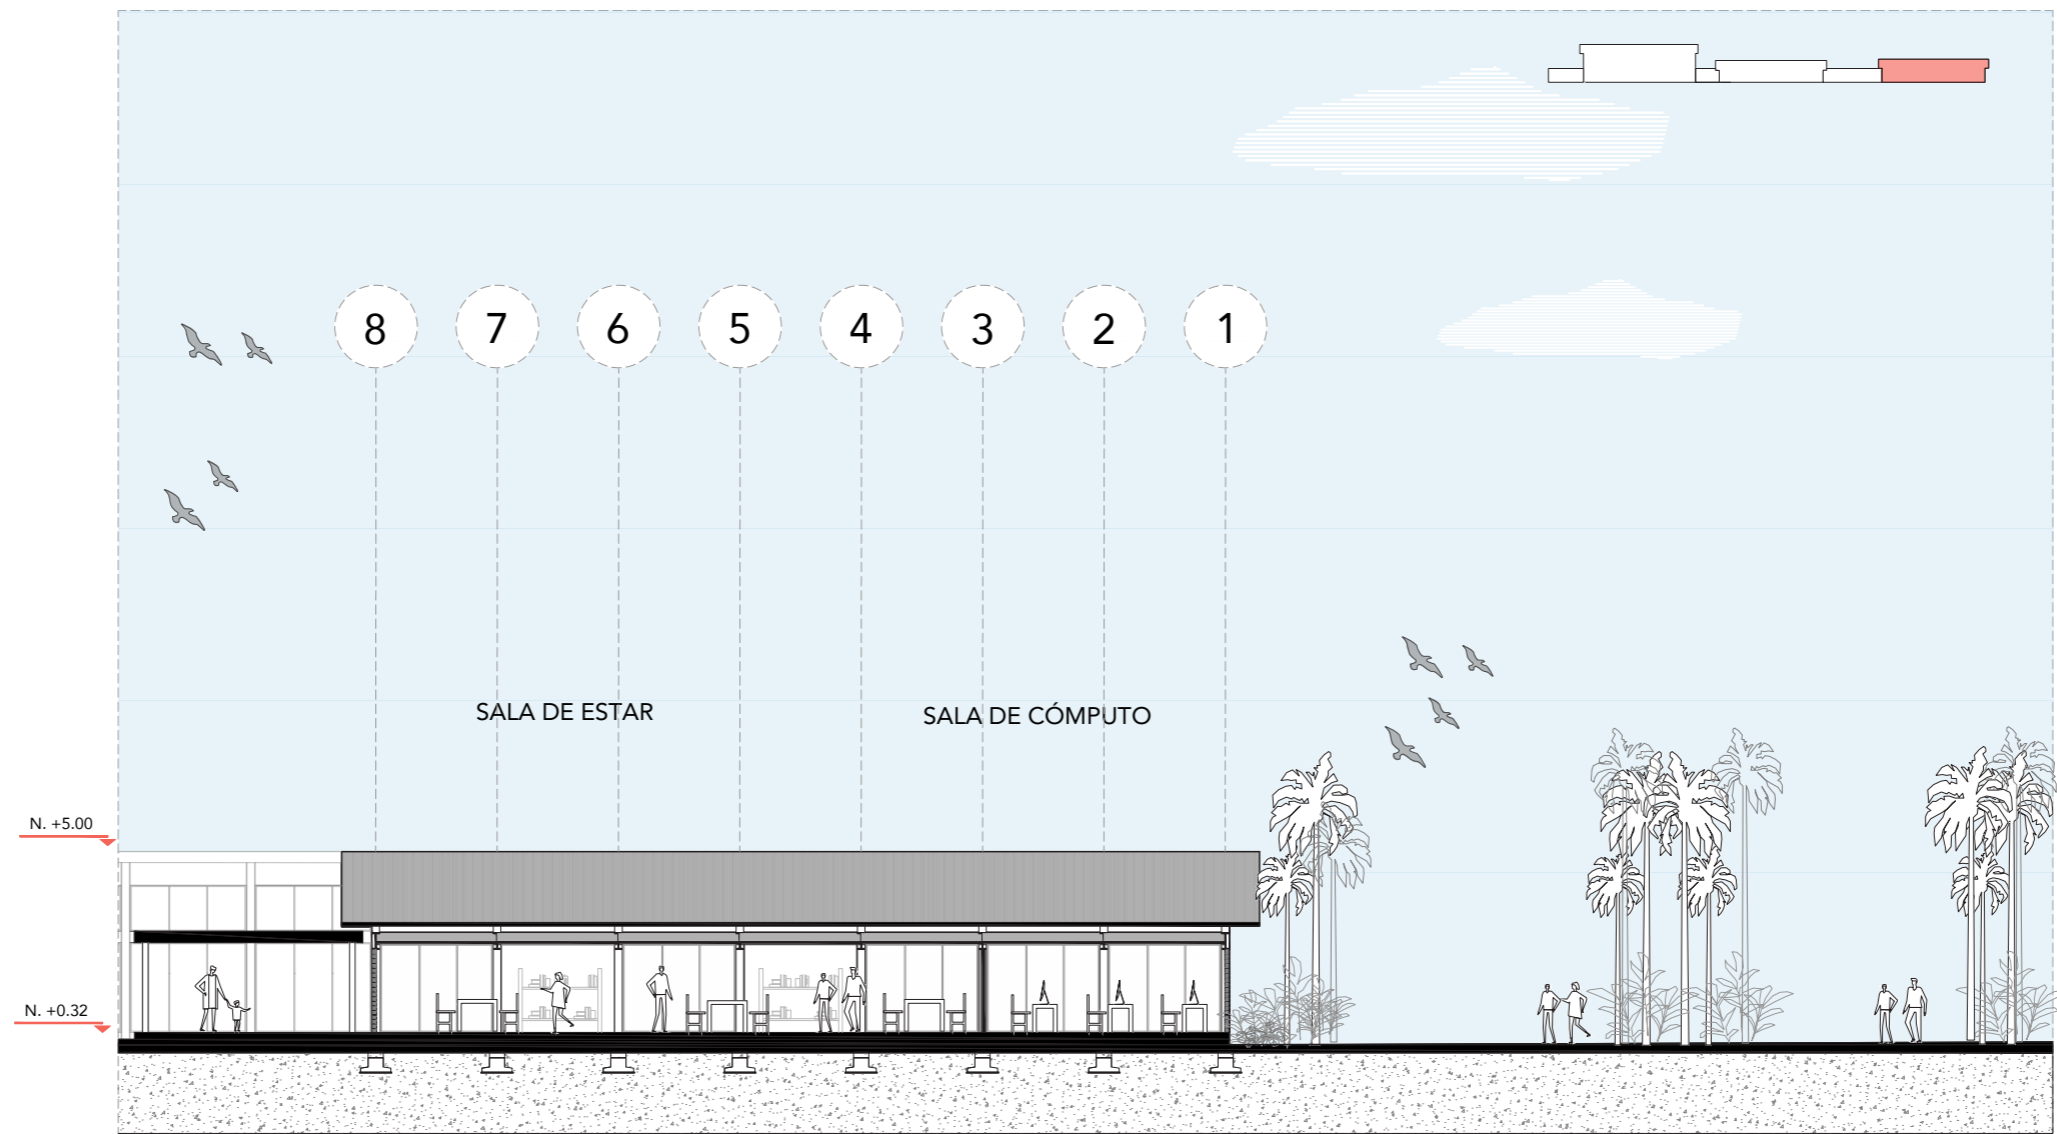 8 7 6 5 4 3 2 1
SALA DE ESTAR
SALA DE CÓMPUTO
N. +5.00
N. +0.32